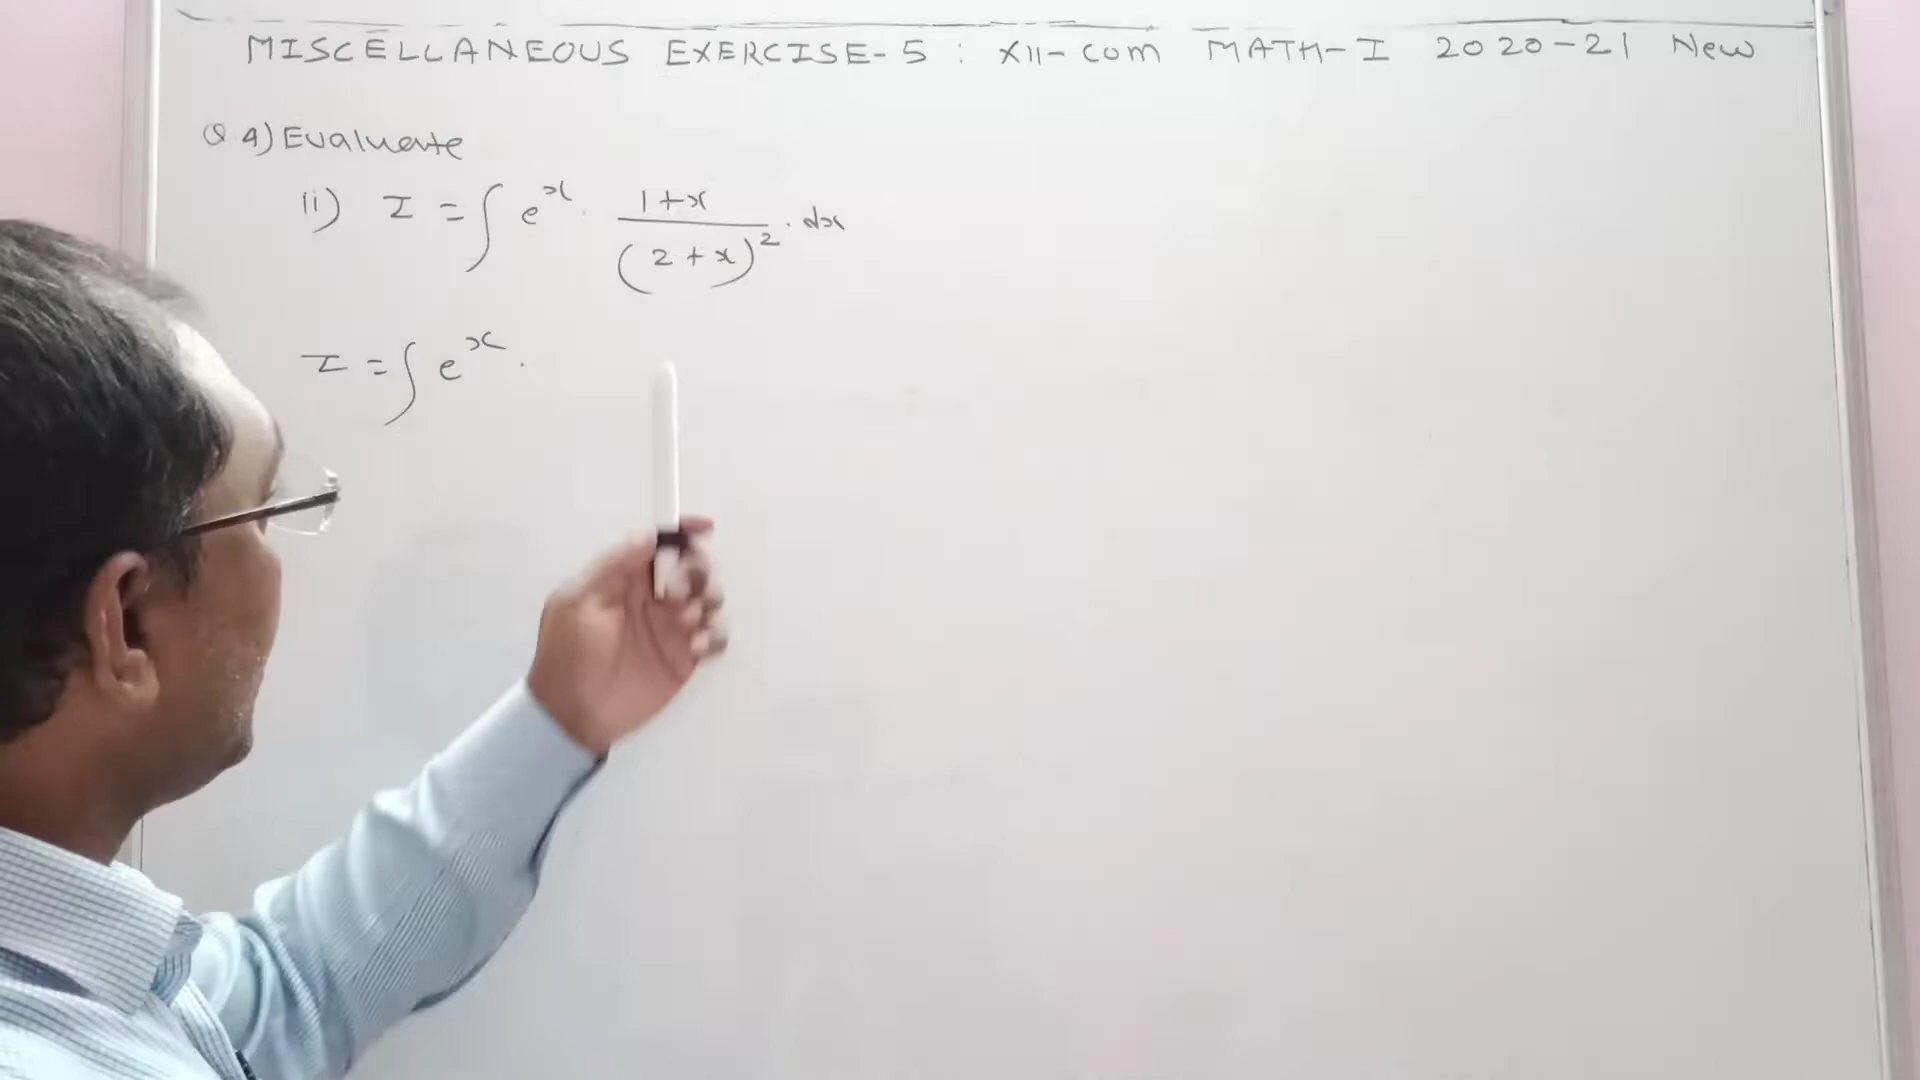 MISCELLANEOUS EXERCISE-5 : XII-COM MATH-I 2020-21 New
Q.4) Evaluate
ii) I = ∫ e^x . (1+x)/(2+x)^2 . dx
I = ∫ e^x .